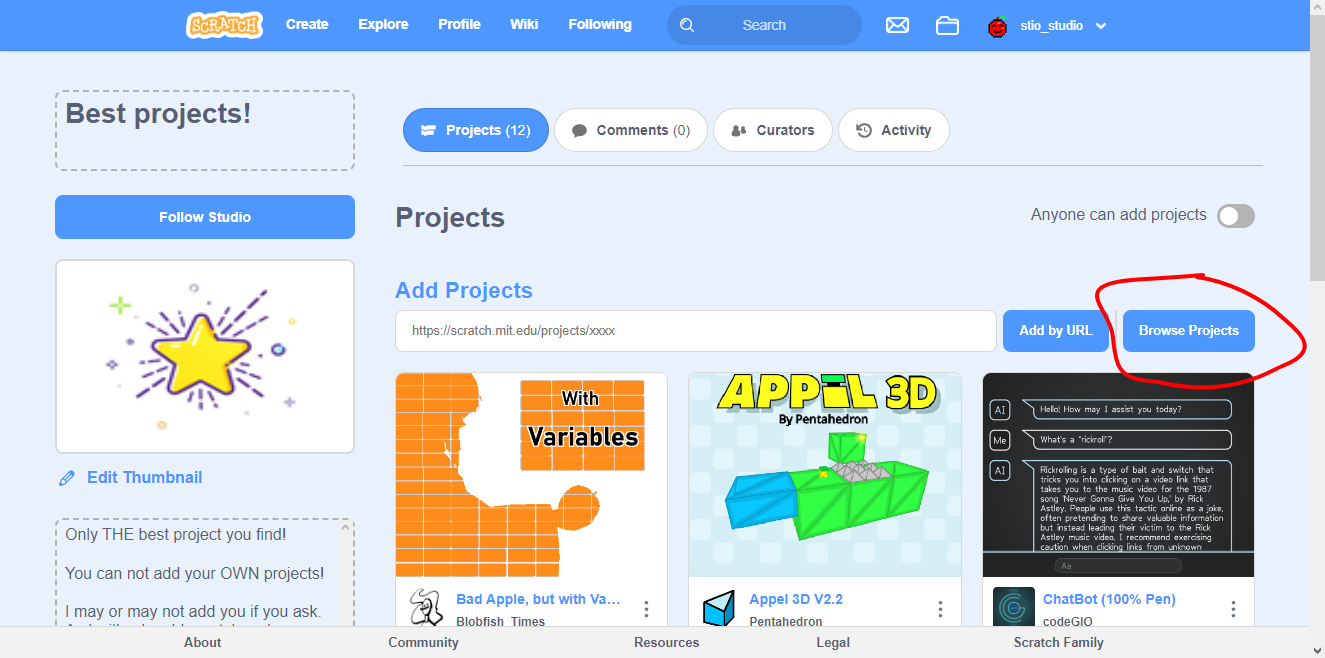 SCRATCH Create Explore Profile Wiki Following Search stio_studio
Best projects!
Projects (12) Comments (0) Curators Activity
Follow Studio
Projects
Anyone can add projects
Add Projects
https://scratch.mit.edu/projects/xxxx
Add by URL
Browse Projects
With
Variables
APPEL 3D
By Pentahedron
AI Hello! How may I assist you today?
Me What's a "rickroll"?
AI Rickrolling is a type of bait and switch that
tricks you into clicking on a video link that
takes you to the music video for the 1987
song 'Never Gonna Give You Up,' by Rick
Astley. People use this tactic online as a joke,
often pretending to share valuable information
but instead leading their victim to the Rick
Astley music video. I recommend exercising
caution when clicking links from unknown
Aa
Edit Thumbnail
Only THE best project you find!
You can not add your OWN projects!
I may or may not add you if you ask.
Bad Apple, but with Va...
Blobfish_Times
Appel 3D V2.2
Pentahedron
ChatBot (100% Pen)
codeGIO
About Community Resources Legal Scratch Family